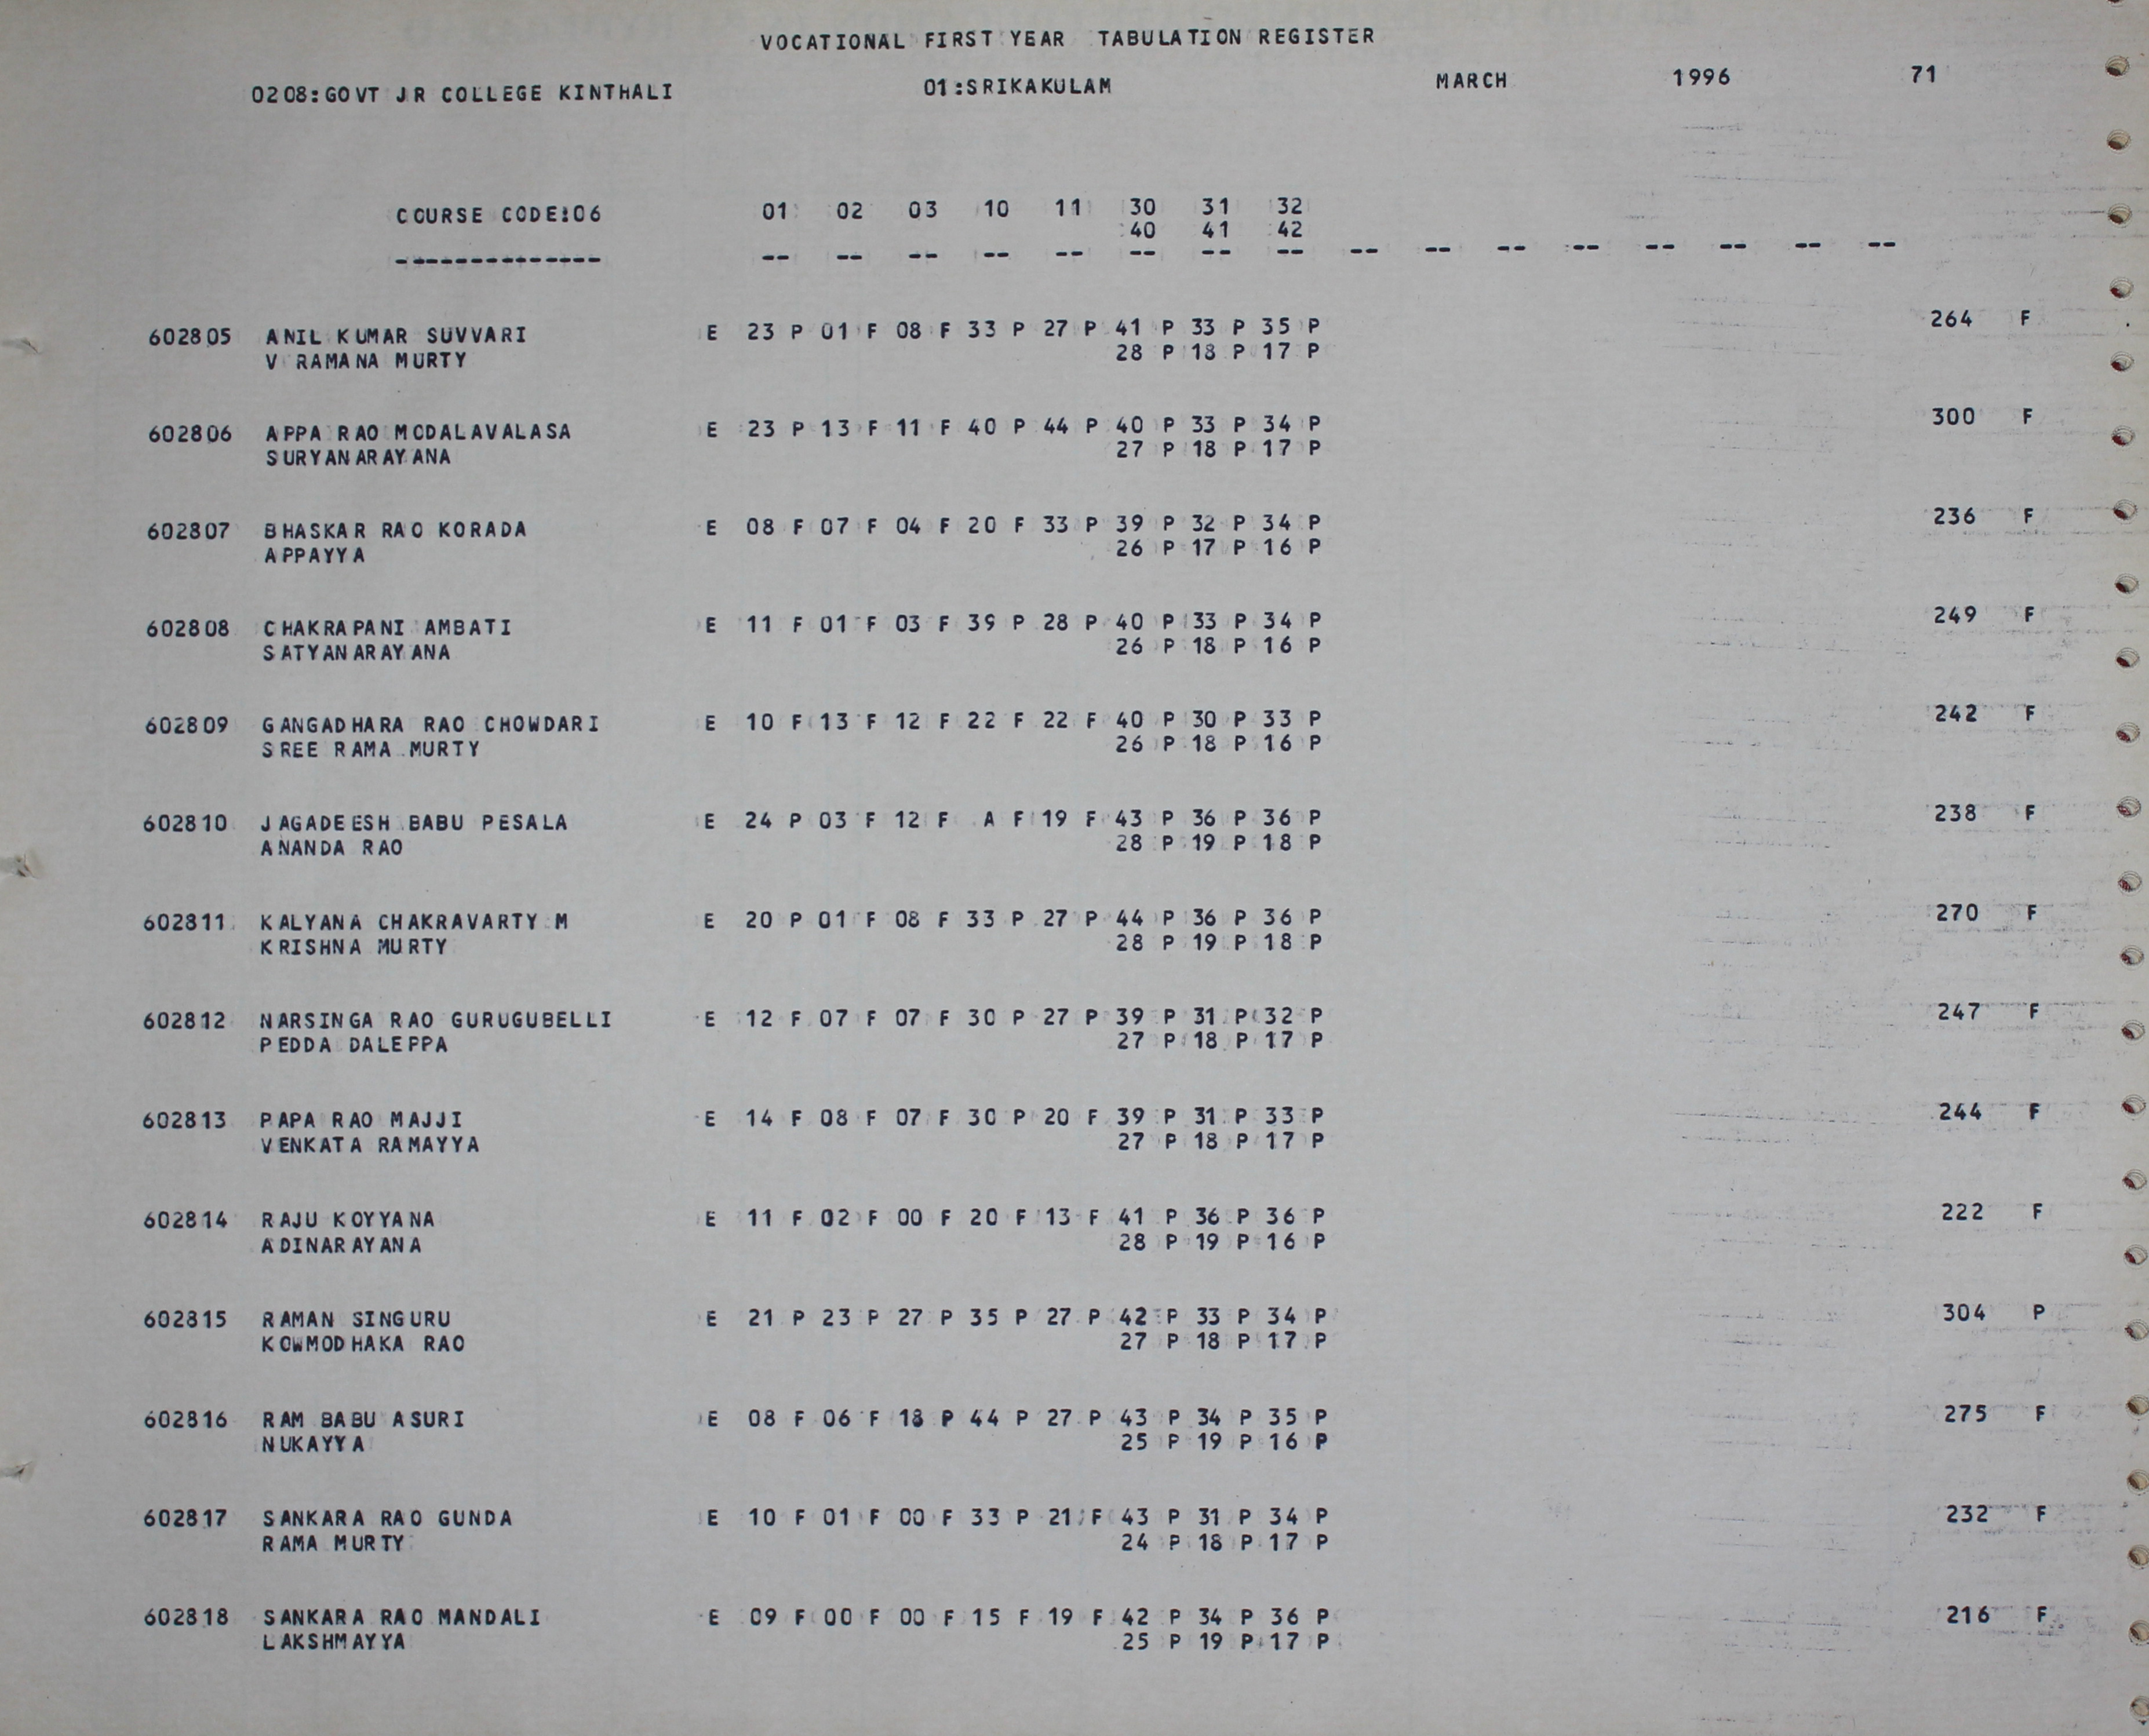 VOCATIONAL FIRST YEAR TABULATION REGISTER
0208:GOVT JR COLLEGE KINTHALI 01:SRIKAKULAM MARCH 1996 71
COURSE CODE:06 01 02 03 10 11 30 31 32
40 41 42
-------------- -- -- -- -- -- -- -- -- -- -- -- -- -- -- -- --
602805 ANIL KUMAR SUVVARI E 23 P 01 F 08 F 33 P 27 P 41 P 33 P 35 P 264 F
V RAMANA MURTY 28 P 18 P 17 P
602806 APPA RAO MODALAVALASA E 23 P 13 F 11 F 40 P 44 P 40 P 33 P 34 P 300 F
SURYANARAYANA 27 P 18 P 17 P
602807 BHASKAR RAO KORADA E 08 F 07 F 04 F 20 F 33 P 39 P 32 P 34 P 236 F
APPAYYA 26 P 17 P 16 P
602808 CHAKRAPANI AMBATI E 11 F 01 F 03 F 39 P 28 P 40 P 33 P 34 P 249 F
SATYANARAYANA 26 P 18 P 16 P
602809 GANGADHARA RAO CHOWDARI E 10 F 13 F 12 F 22 F 22 F 40 P 30 P 33 P 242 F
SREE RAMA MURTY 26 P 18 P 16 P
602810 JAGADEESH BABU PESALA E 24 P 03 F 12 F A F 19 F 43 P 36 P 36 P 238 F
ANANDA RAO 28 P 19 P 18 P
602811 KALYANA CHAKRAVARTY M E 20 P 01 F 08 F 33 P 27 P 44 P 36 P 36 P 270 F
KRISHNA MURTY 28 P 19 P 18 P
602812 NARSINGA RAO GURUGUBELLI E 12 F 07 F 07 F 30 P 27 P 39 P 31 P 32 P 247 F
PEDDA DALEPPA 27 P 18 P 17 P
602813 PAPA RAO MAJJI E 14 F 08 F 07 F 30 P 20 F 39 P 31 P 33 P 244 F
VENKATA RAMAYYA 27 P 18 P 17 P
602814 RAJU KOYYANA E 11 F 02 F 00 F 20 F 13 F 41 P 36 P 36 P 222 F
ADINARAYANA 28 P 19 P 16 P
602815 RAMAN SINGURU E 21 P 23 P 27 P 35 P 27 P 42 P 33 P 34 P 304 P
KOWMODHAKA RAO 27 P 18 P 17 P
602816 RAM BABU ASURI E 08 F 06 F 18 P 44 P 27 P 43 P 34 P 35 P 275 F
NUKAYYA 25 P 19 P 16 P
602817 SANKARA RAO GUNDA E 10 F 01 F 00 F 33 P 21 F 43 P 31 P 34 P 232 F
RAMA MURTY 24 P 18 P 17 P
602818 SANKARA RAO MANDALI E 09 F 00 F 00 F 15 F 19 F 42 P 34 P 36 P 216 F
LAKSHMAYYA 25 P 19 P 17 P